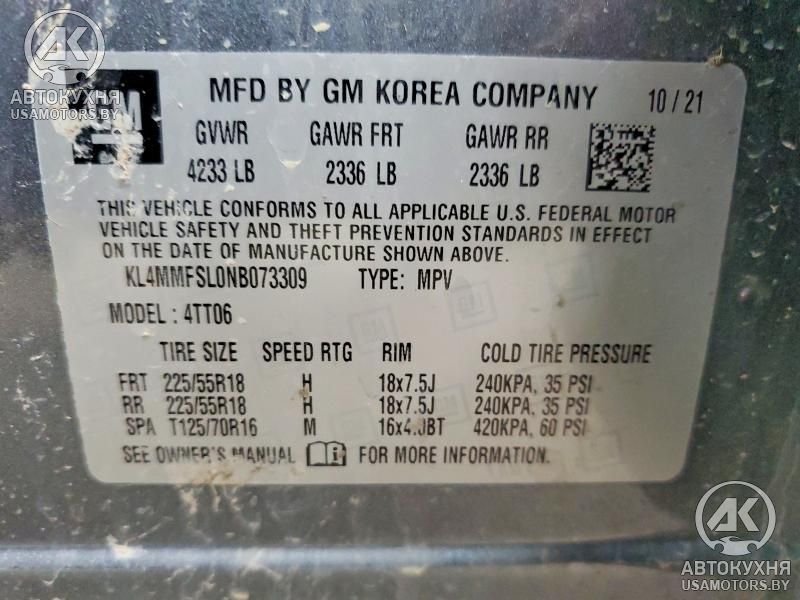 АВТОКУХНЯ
USAMOTORS.BY
GM
MFD BY GM KOREA COMPANY 10/21
GVWR GAWR FRT GAWR RR
4233 LB 2336 LB 2336 LB
THIS VEHICLE CONFORMS TO ALL APPLICABLE U.S. FEDERAL MOTOR
VEHICLE SAFETY AND THEFT PREVENTION STANDARDS IN EFFECT
ON THE DATE OF MANUFACTURE SHOWN ABOVE.
KL4MMFSL0NB073309 TYPE: MPV
MODEL: 4TT06
TIRE SIZE SPEED RTG RIM COLD TIRE PRESSURE
FRT 225/55R18 H 18x7.5J 240KPA, 35 PSI
RR 225/55R18 H 18x7.5J 240KPA, 35 PSI
SPA T125/70R16 M 16x4.0BT 420KPA, 60 PSI
SEE OWNER'S MANUAL FOR MORE INFORMATION.
АВТОКУХНЯ
USAMOTORS.BY